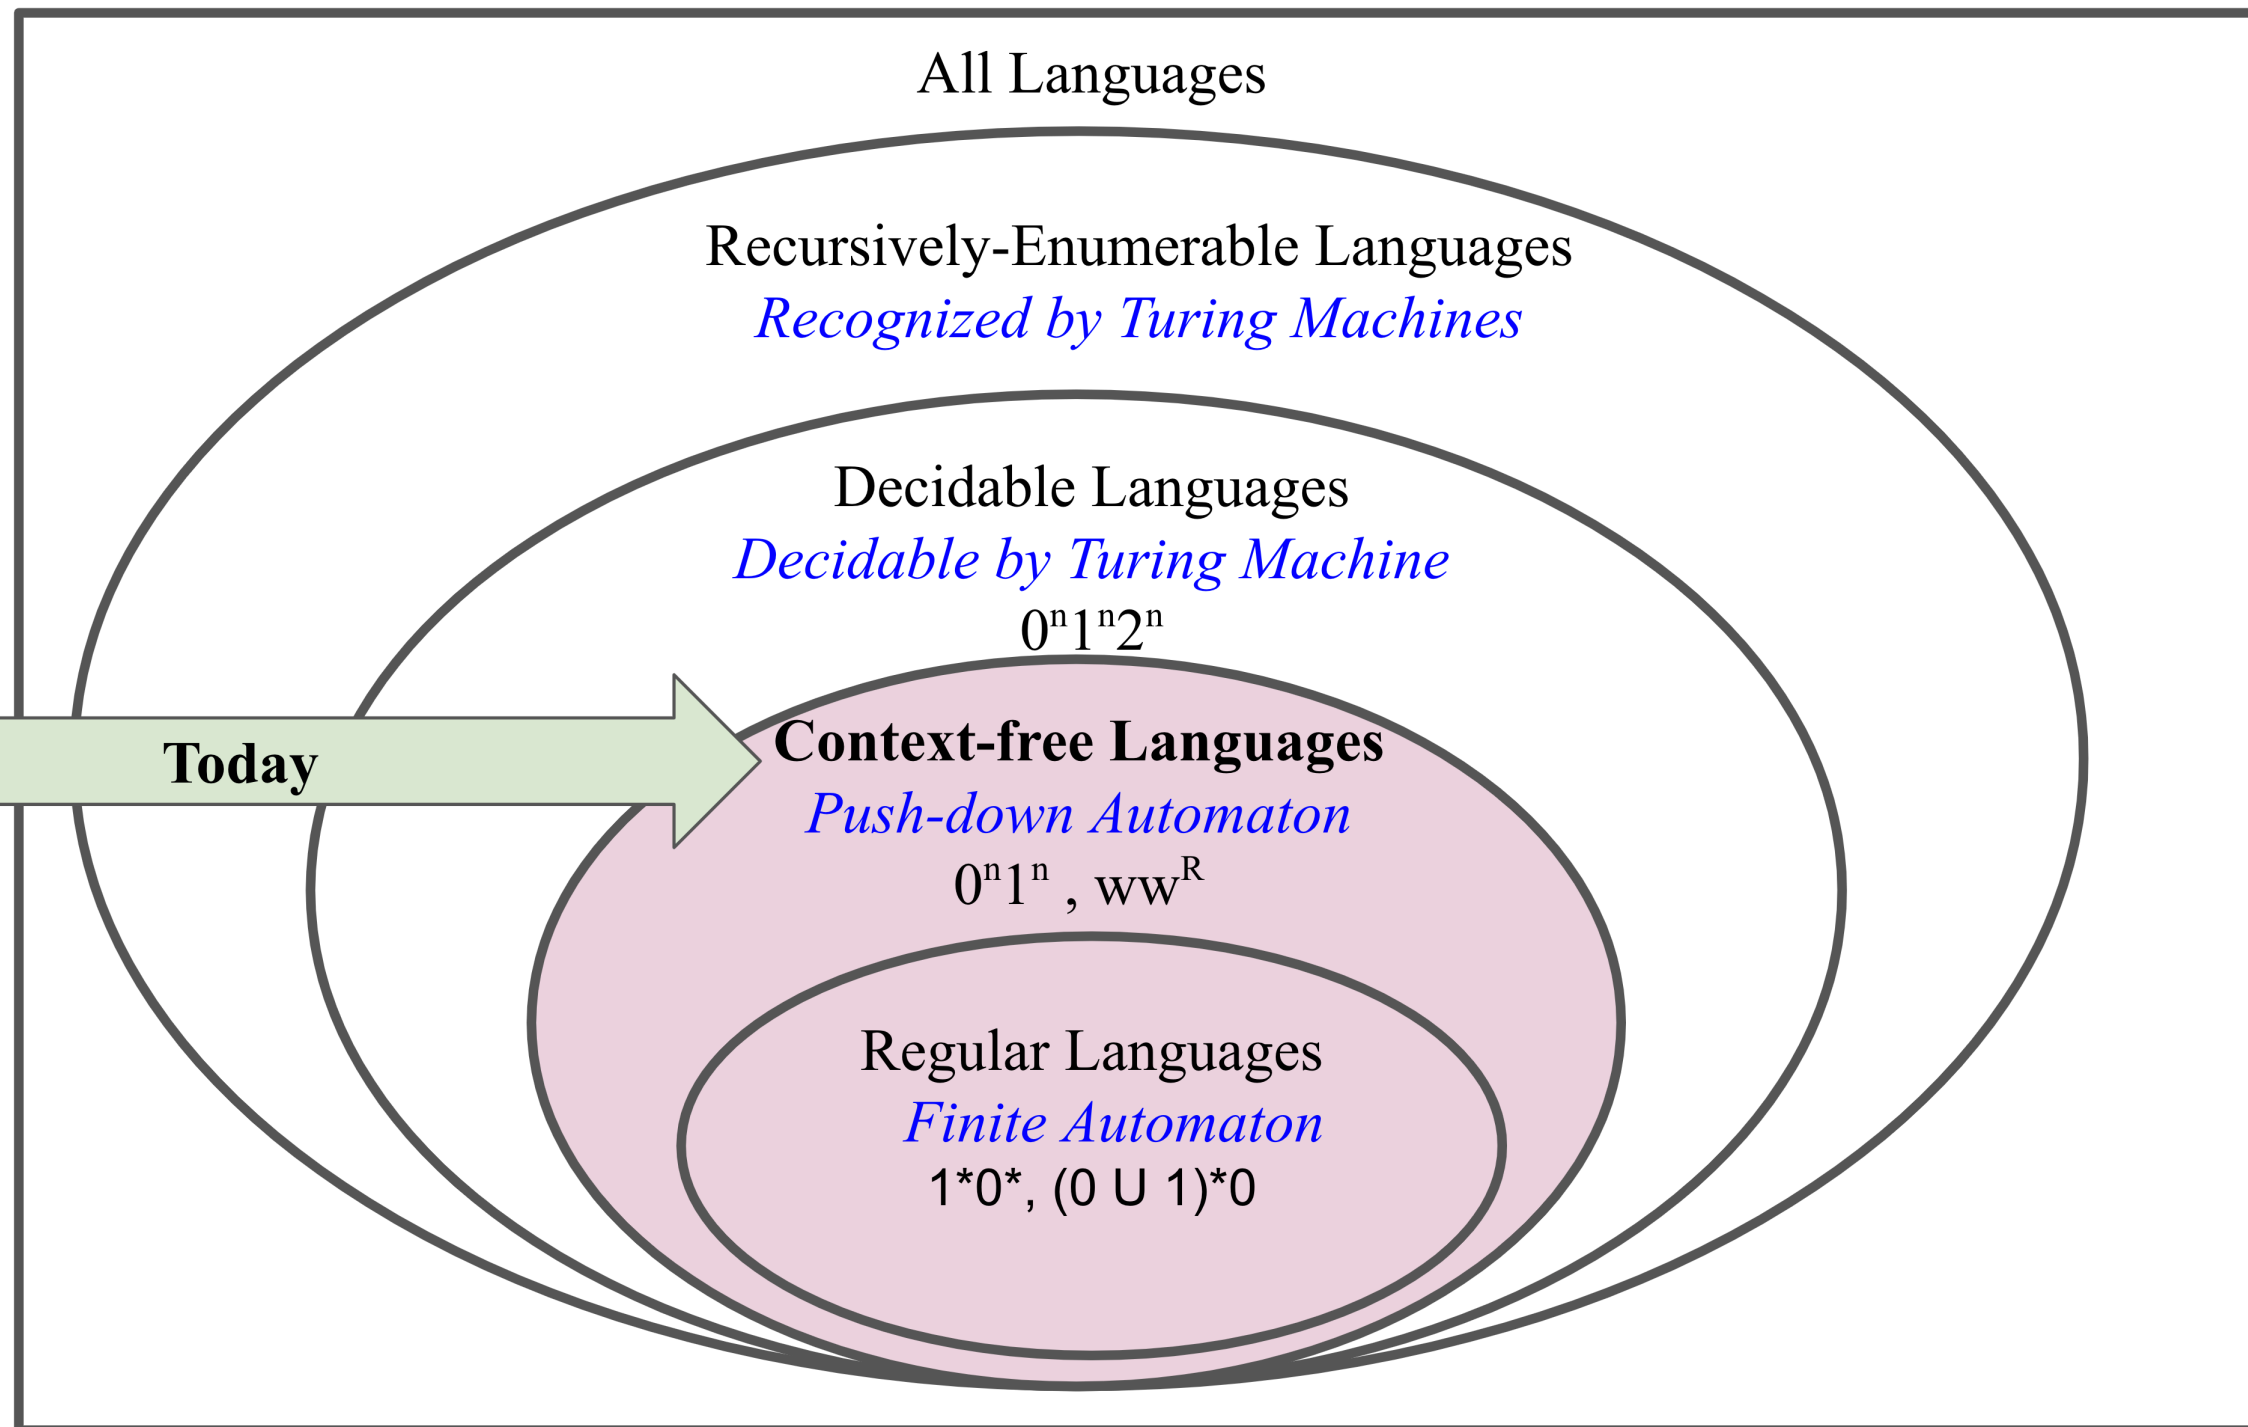 All Languages
Recursively-Enumerable Languages
Recognized by Turing Machines
Decidable Languages
Decidable by Turing Machine
0ⁿ1ⁿ2ⁿ
Today
Context-free Languages
Push-down Automaton
0ⁿ1ⁿ , wwᴿ
Regular Languages
Finite Automaton
1*0*, (0 U 1)*0